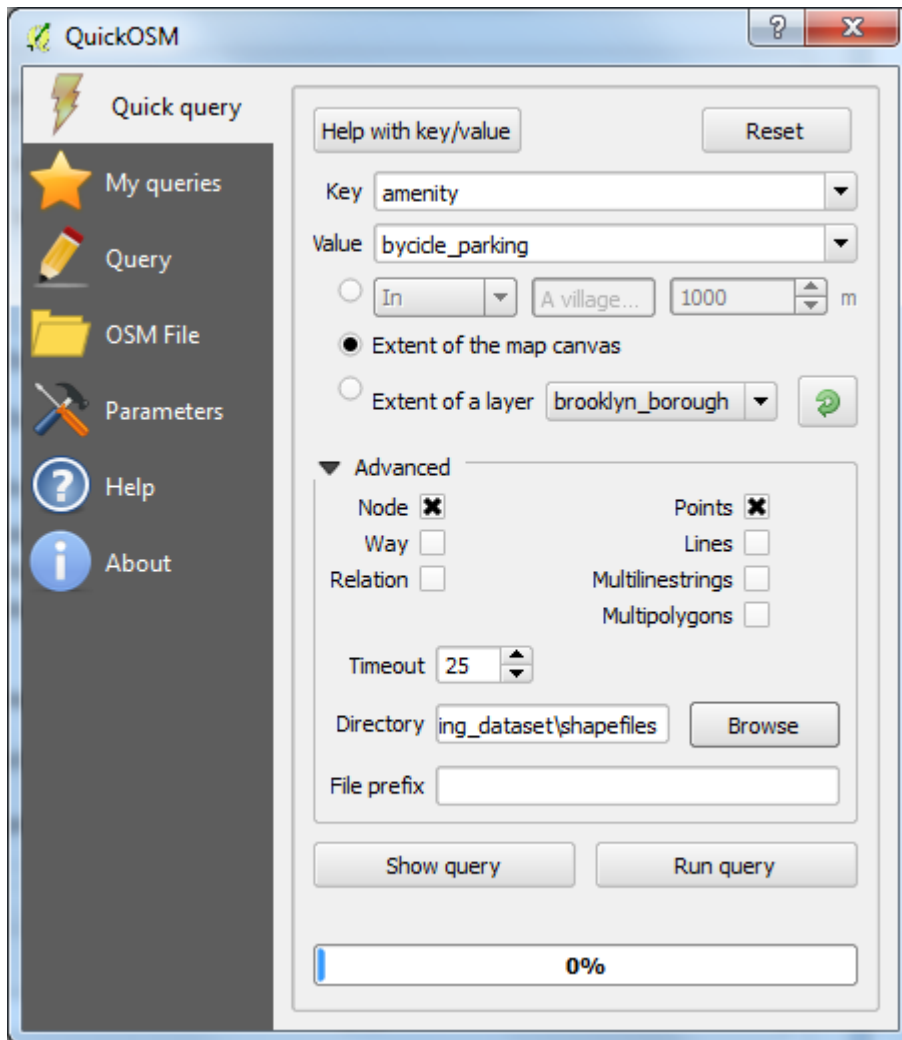 QuickOSM
Quick query
My queries
Query
OSM File
Parameters
Help
About
Help with key/value Reset
Key amenity
Value bycicle_parking
In A village... 1000 m
Extent of the map canvas
Extent of a layer brooklyn_borough
Advanced
Node Points
Way Lines
Relation Multilinestrings
Multipolygons
Timeout 25
Directory ing_dataset\shapefiles Browse
File prefix
Show query Run query
0%